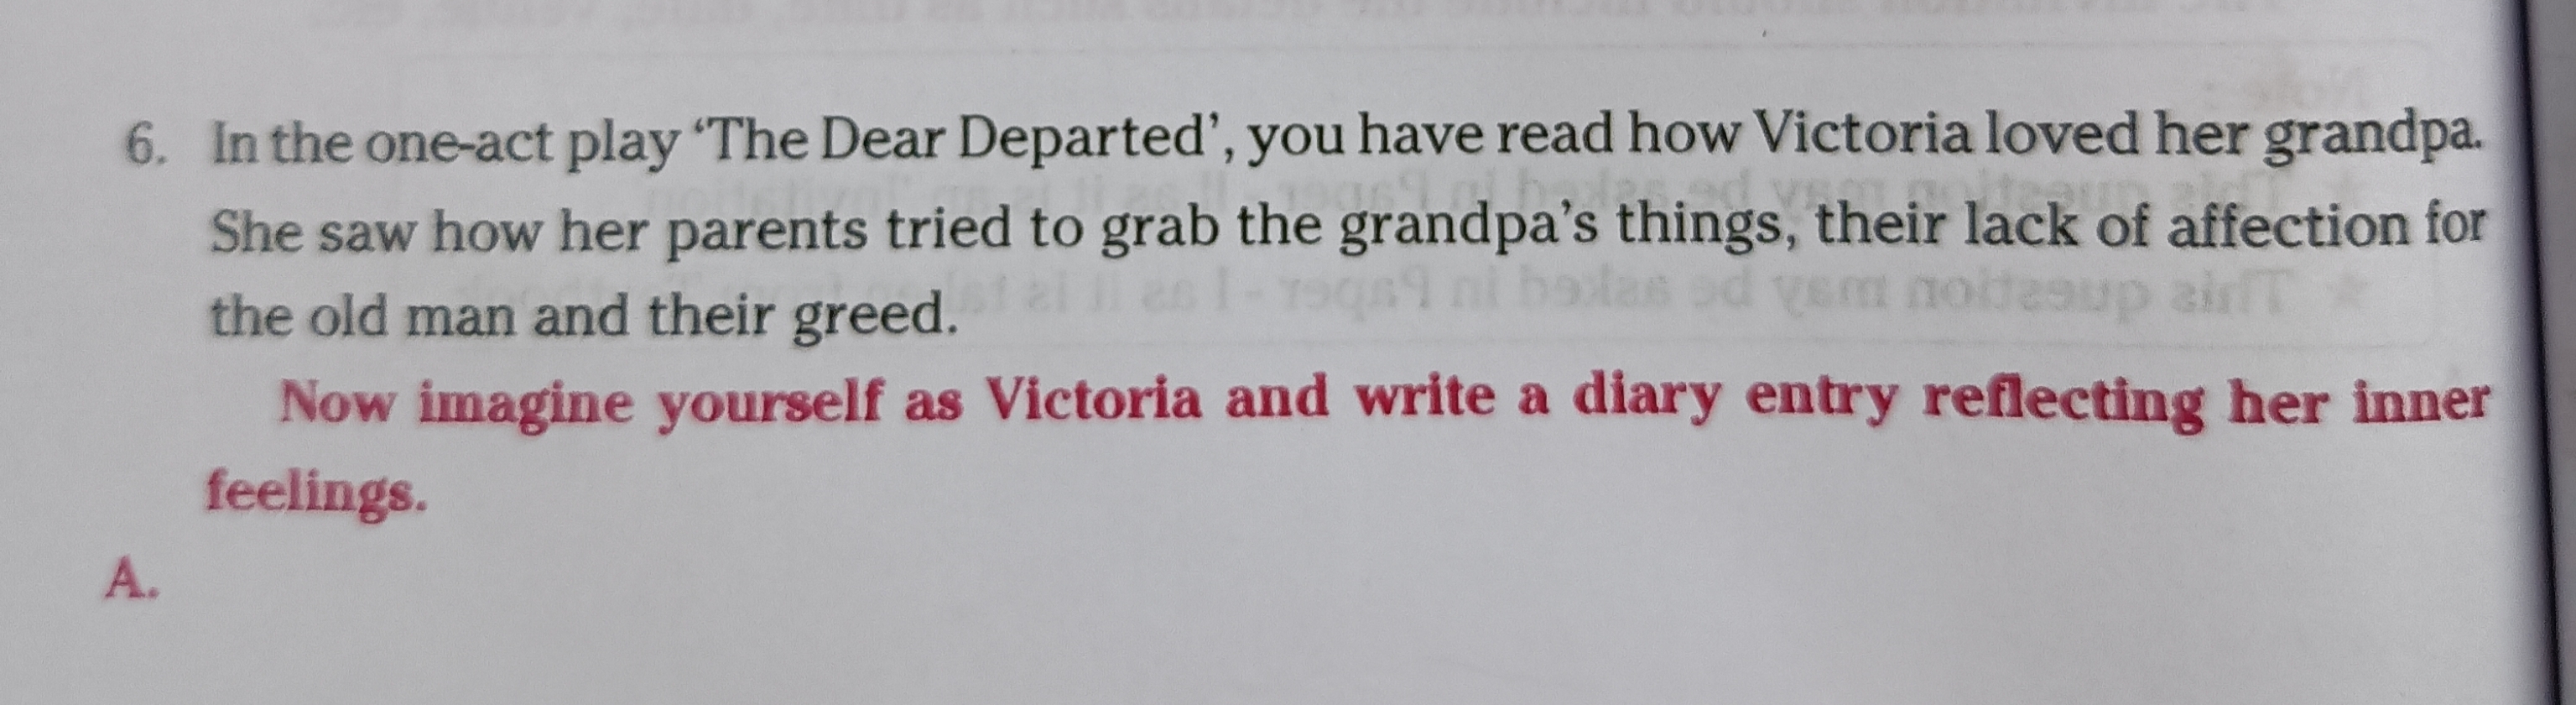 6. In the one-act play ‘The Dear Departed’, you have read how Victoria loved her grandpa.
She saw how her parents tried to grab the grandpa’s things, their lack of affection for
the old man and their greed.
Now imagine yourself as Victoria and write a diary entry reflecting her inner
feelings.
A.